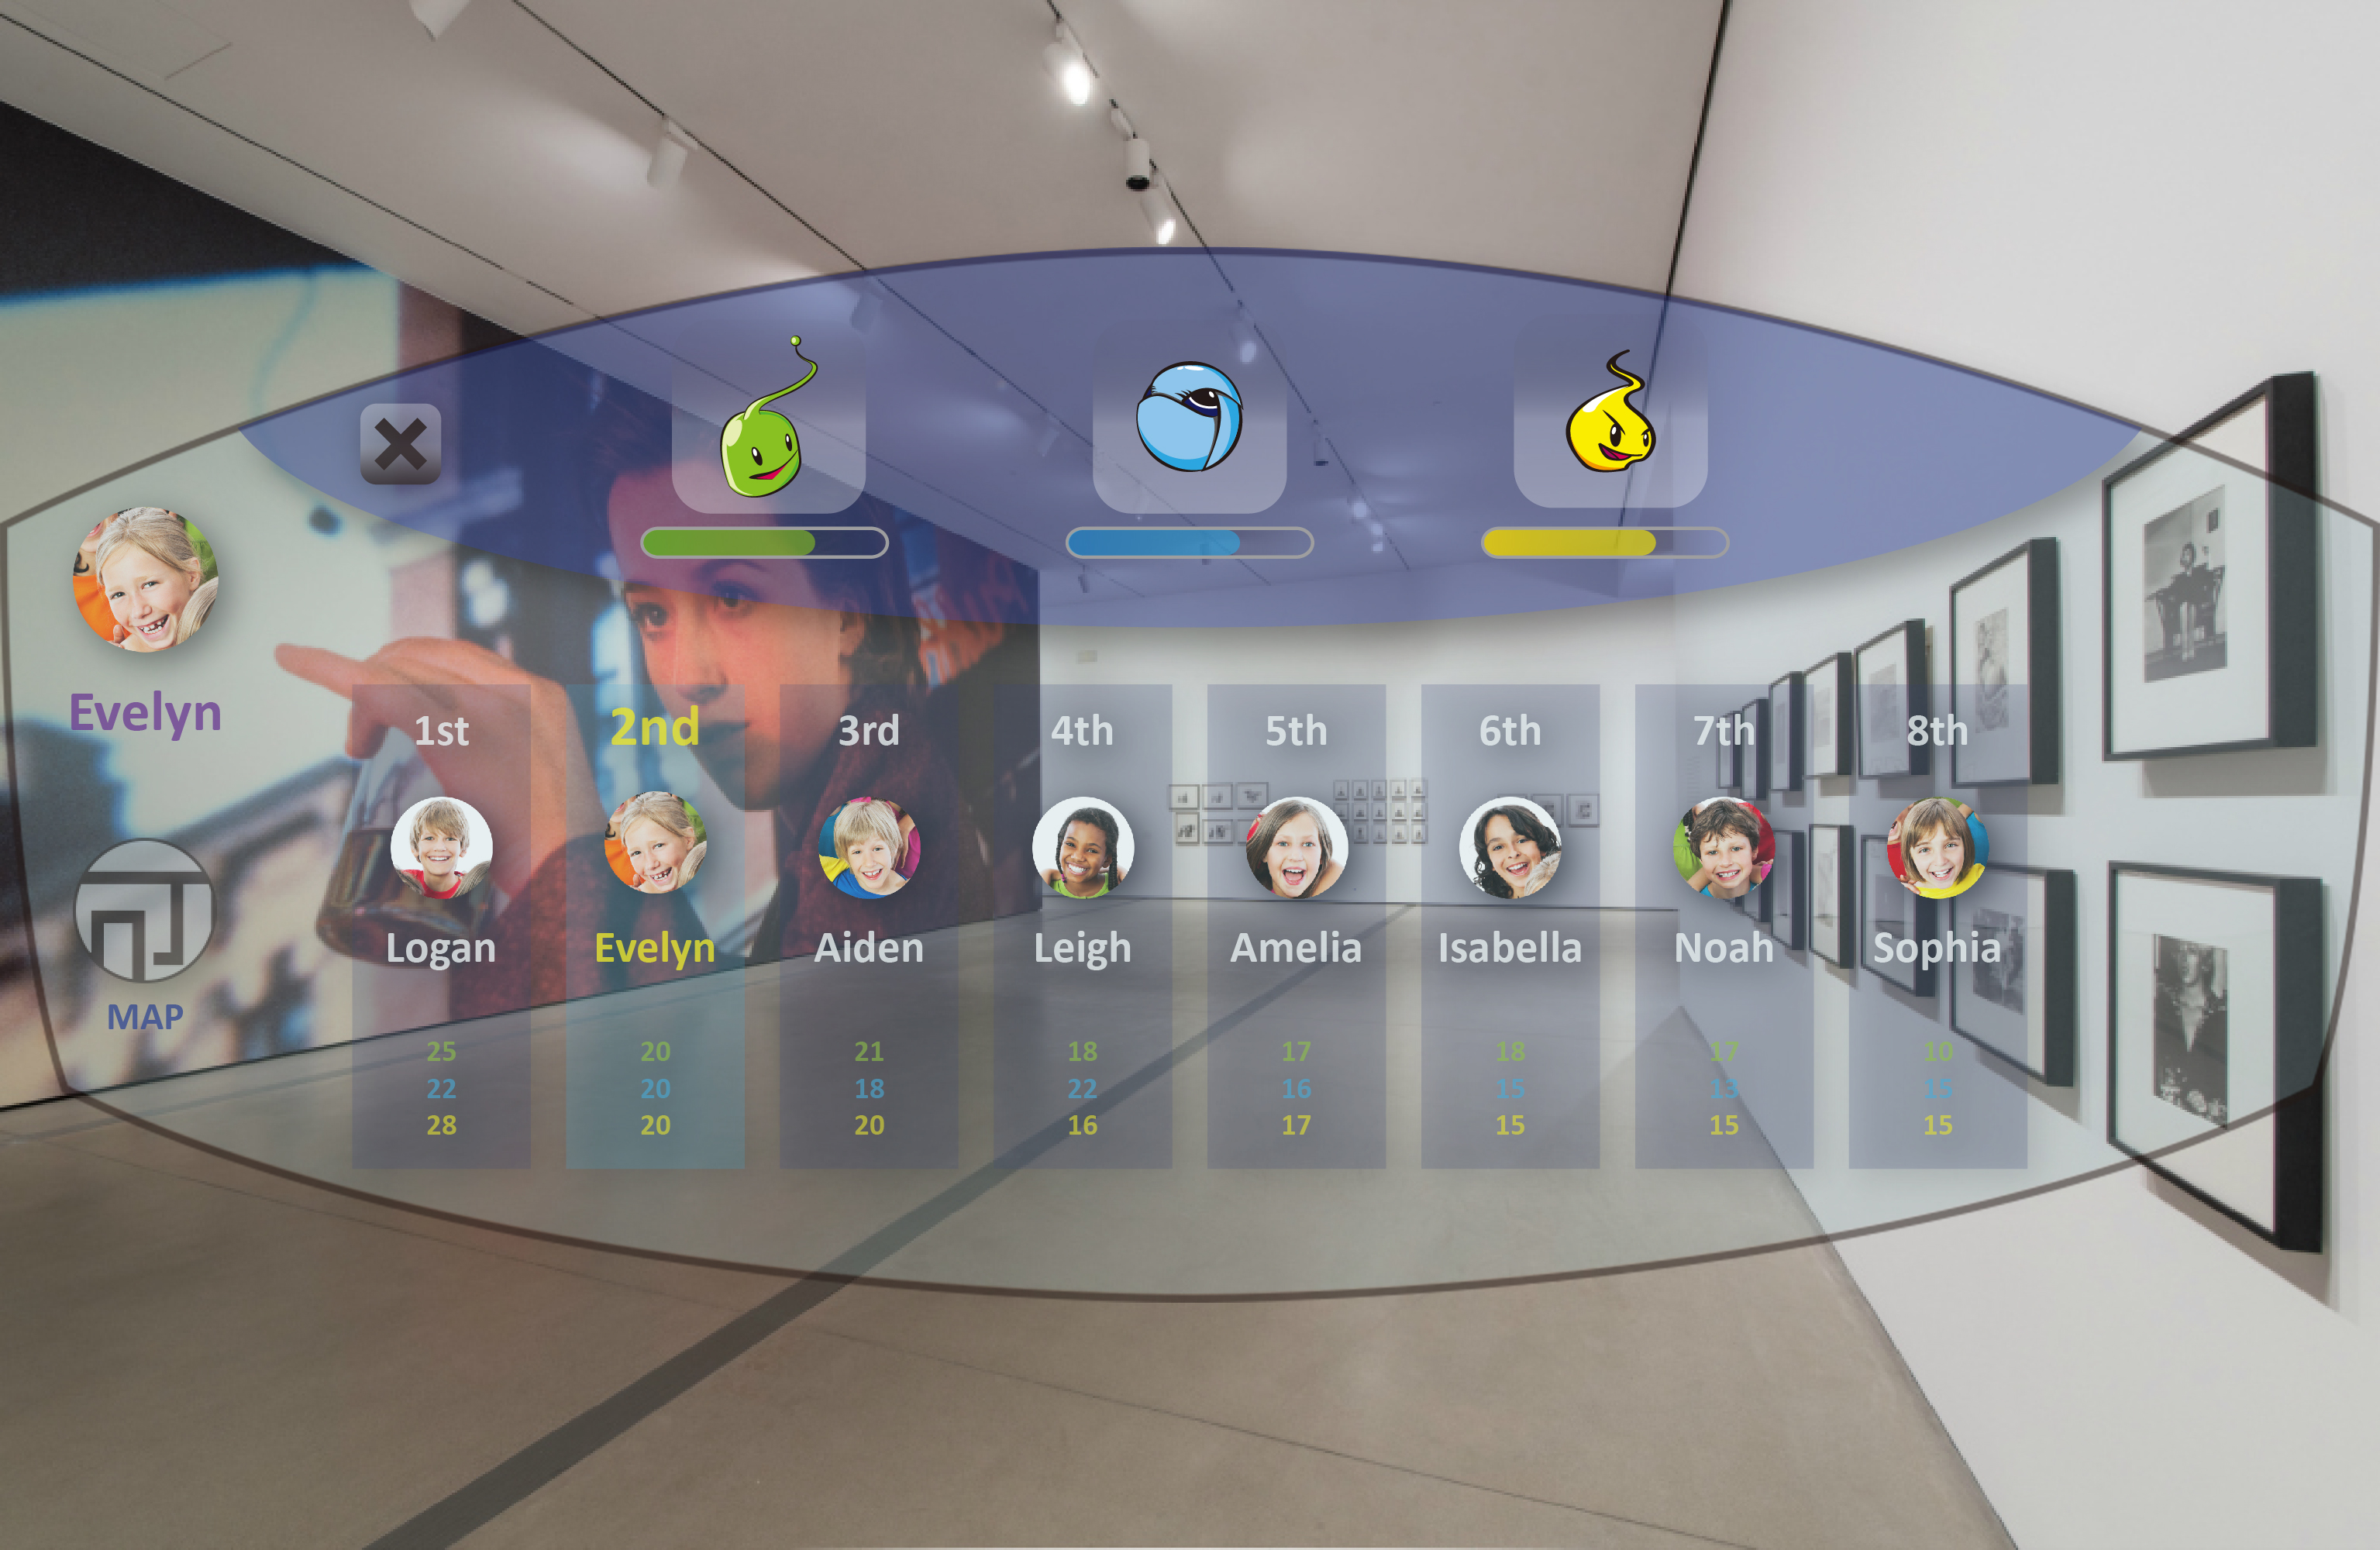 Evelyn
MAP
1st 2nd 3rd 4th 5th 6th 7th 8th
Logan Evelyn Aiden Leigh Amelia Isabella Noah Sophia
25 20 21 18 17 18 17 10
22 20 18 22 16 15 13 15
28 20 20 16 17 15 15 15